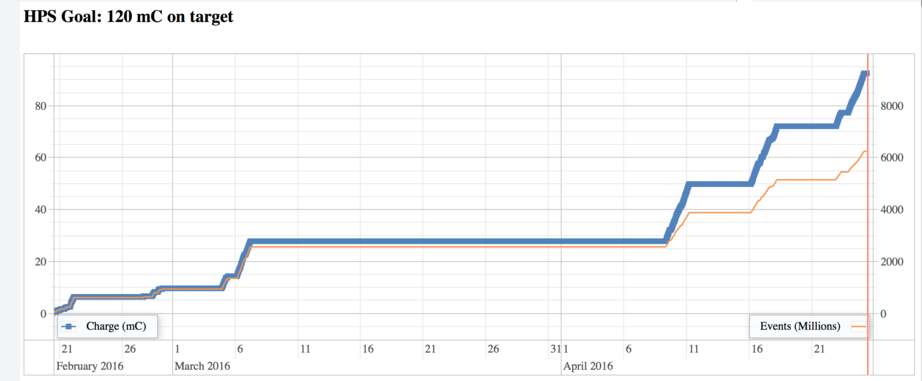 HPS Goal: 120 mC on target
80 8000
60 6000
40 4000
20 2000
0 0
Charge (mC) Events (Millions)
21 26 1 6 11 16 21 26 31 1 6 11 16 21
February 2016 March 2016 April 2016